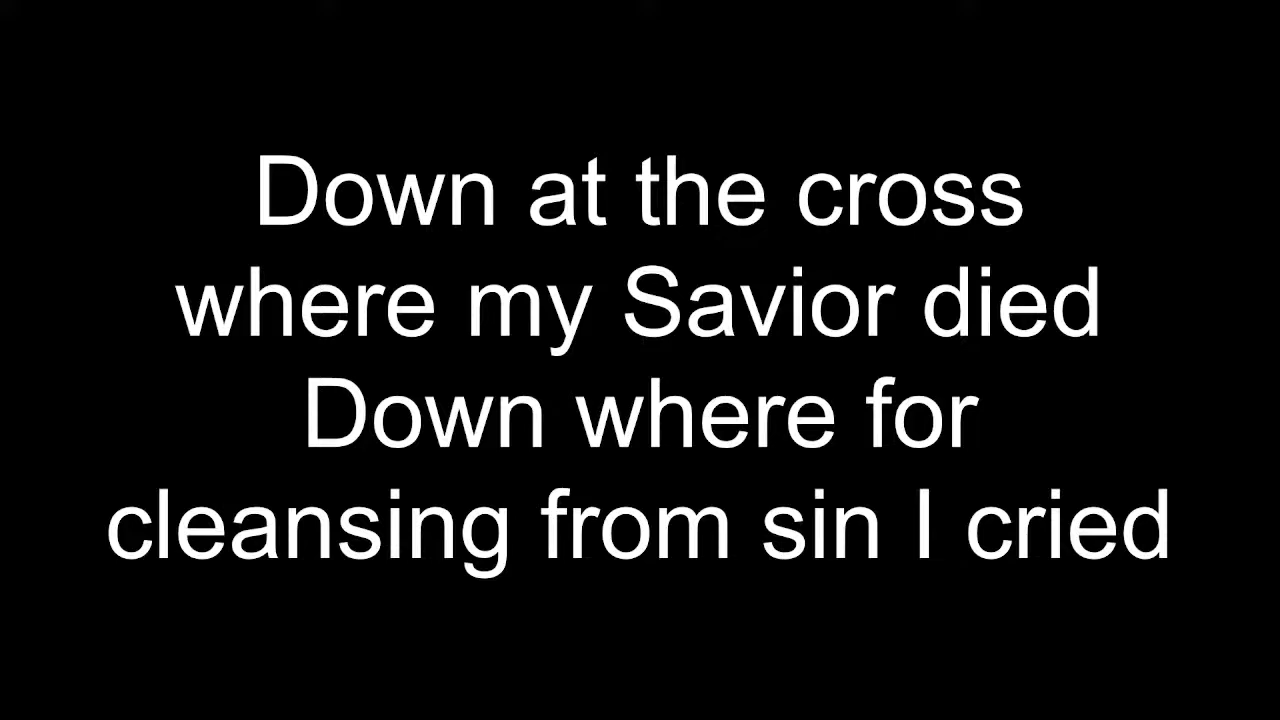 Down at the cross
where my Savior died
Down where for
cleansing from sin I cried